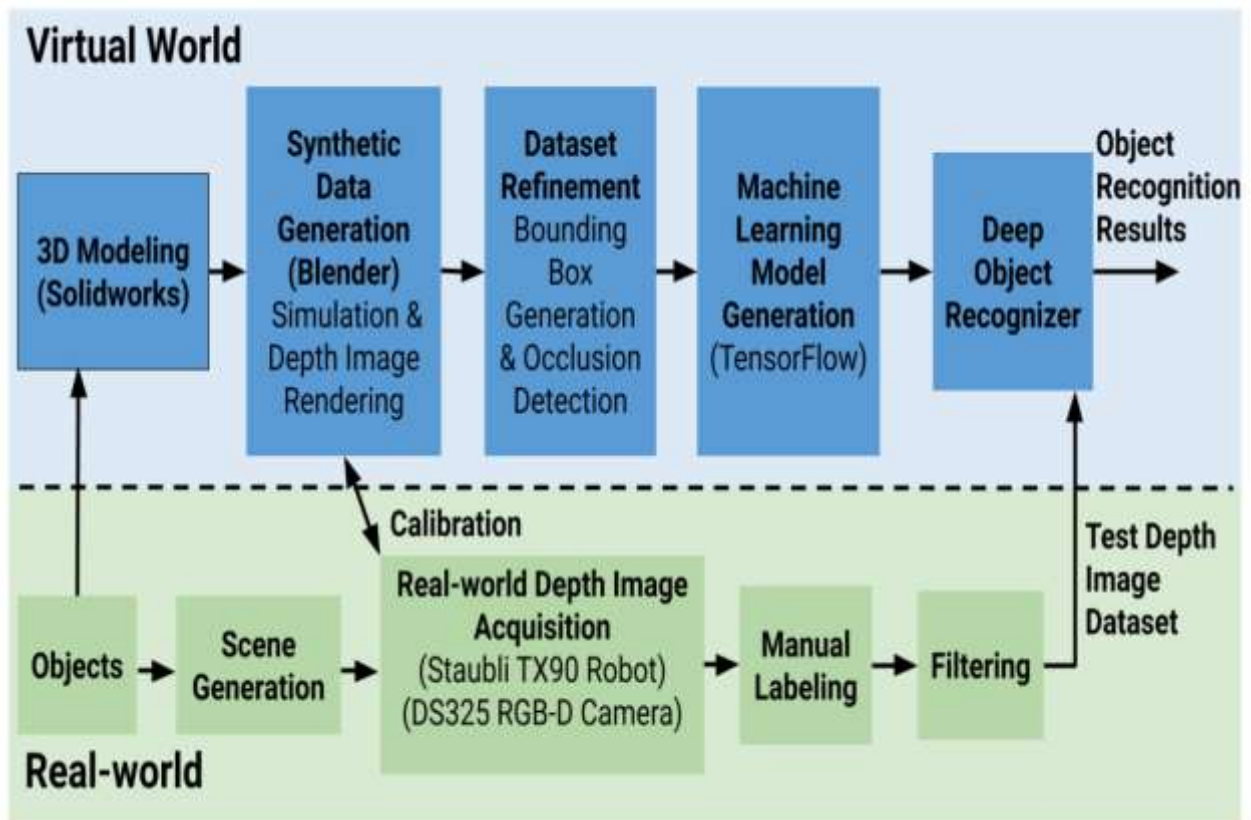 Virtual World
3D Modeling
(Solidworks)
Synthetic
Data
Generation
(Blender)
Simulation &
Depth Image
Rendering
Dataset
Refinement
Bounding
Box
Generation
& Occlusion
Detection
Machine
Learning
Model
Generation
(TensorFlow)
Deep
Object
Recognizer
Object
Recognition
Results
Calibration
Objects
Scene
Generation
Real-world Depth Image
Acquisition
(Staubli TX90 Robot)
(DS325 RGB-D Camera)
Manual
Labeling
Filtering
Test Depth
Image
Dataset
Real-world